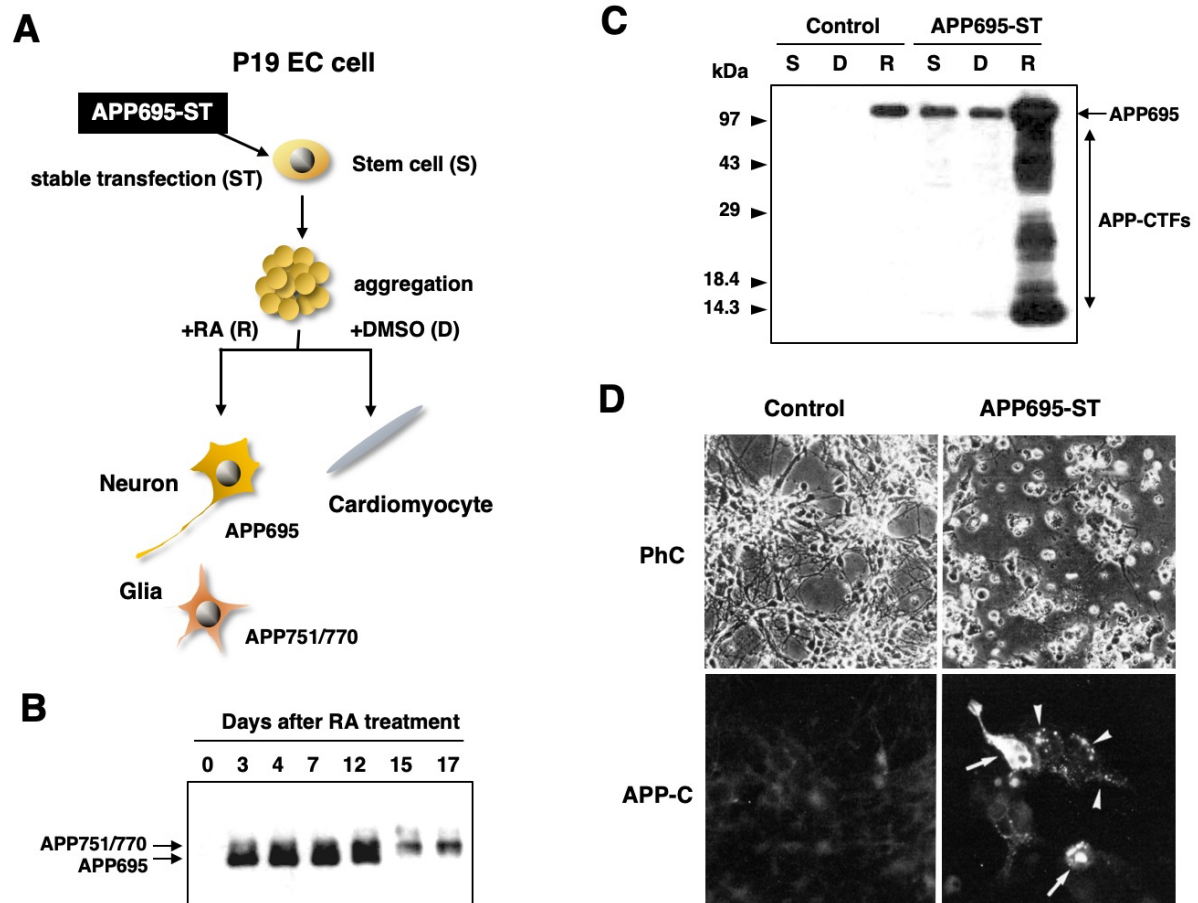 A
P19 EC cell
APP695-ST
stable transfection (ST)
Stem cell (S)
aggregation
+RA (R)
+DMSO (D)
Neuron
APP695
Cardiomyocyte
Glia
APP751/770
B
Days after RA treatment
0 3 4 7 12 15 17
APP751/770
APP695
C
Control APP695-ST
kDa S D R S D R
97
43
29
18.4
14.3
APP695
APP-CTFs
D
Control APP695-ST
PhC
APP-C